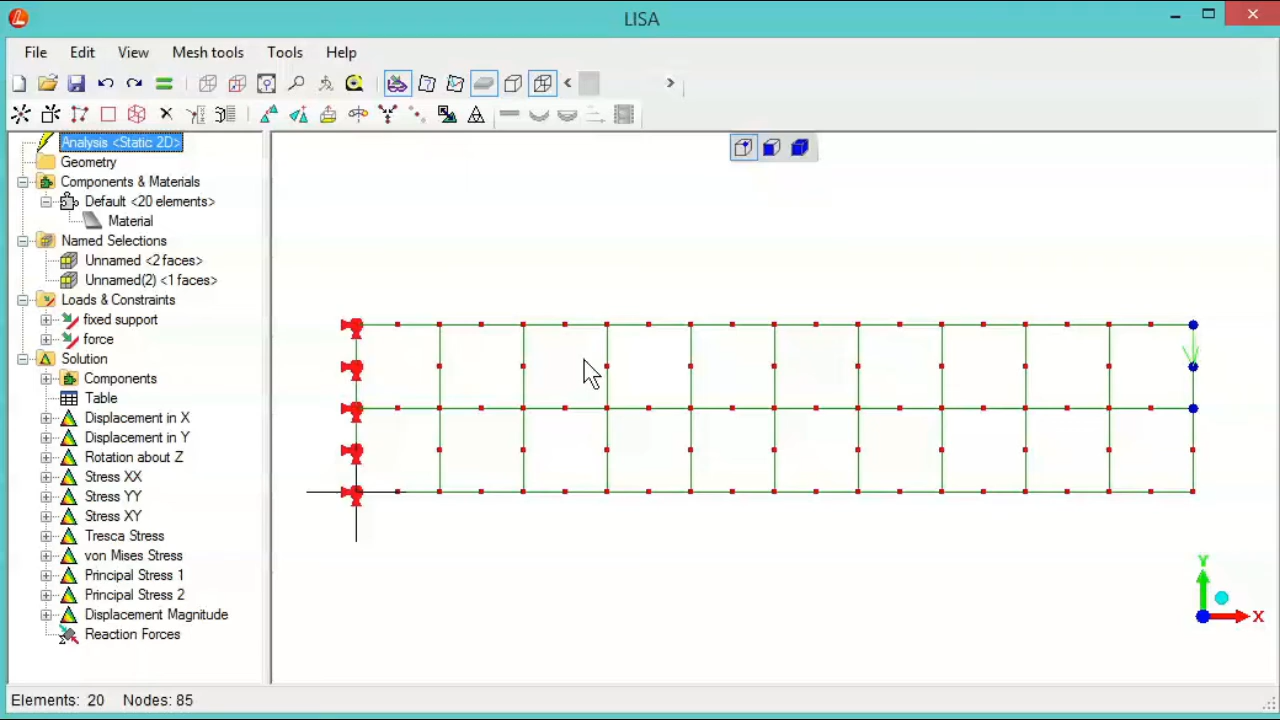 LISA
File Edit View Mesh tools Tools Help
Analysis <Static 2D>
Geometry
Components & Materials
Default <20 elements>
Material
Named Selections
Unnamed <2 faces>
Unnamed(2) <1 faces>
Loads & Constraints
fixed support
force
Solution
Components
Table
Displacement in X
Displacement in Y
Rotation about Z
Stress XX
Stress YY
Stress XY
Tresca Stress
von Mises Stress
Principal Stress 1
Principal Stress 2
Displacement Magnitude
Reaction Forces
Y
X
Elements: 20 Nodes: 85